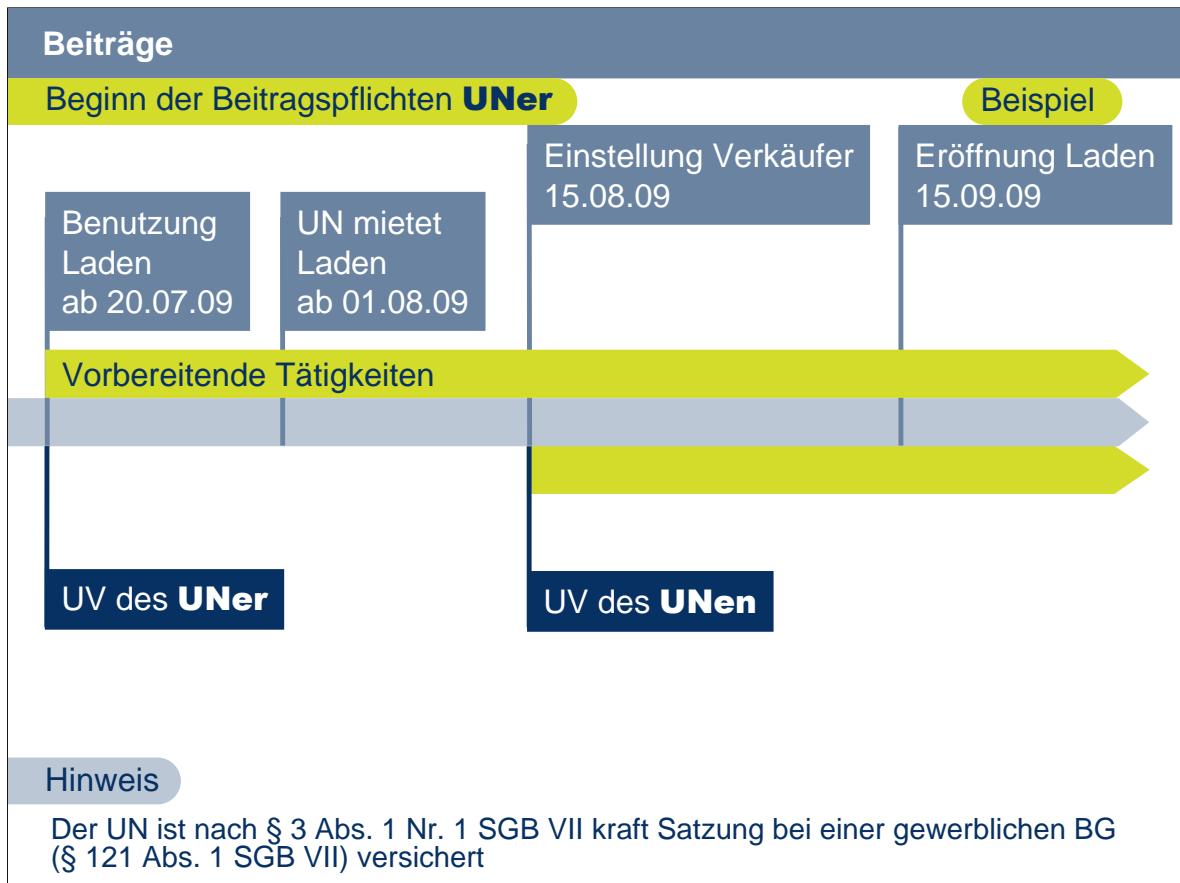 Beiträge
Beginn der Beitragspflichten UNer
Beispiel
Einstellung Verkäufer
15.08.09
Eröffnung Laden
15.09.09
Benutzung
Laden
ab 20.07.09
UN mietet
Laden
ab 01.08.09
Vorbereitende Tätigkeiten
UV des UNer
UV des UNen
Hinweis
Der UN ist nach § 3 Abs. 1 Nr. 1 SGB VII kraft Satzung bei einer gewerblichen BG
(§ 121 Abs. 1 SGB VII) versichert